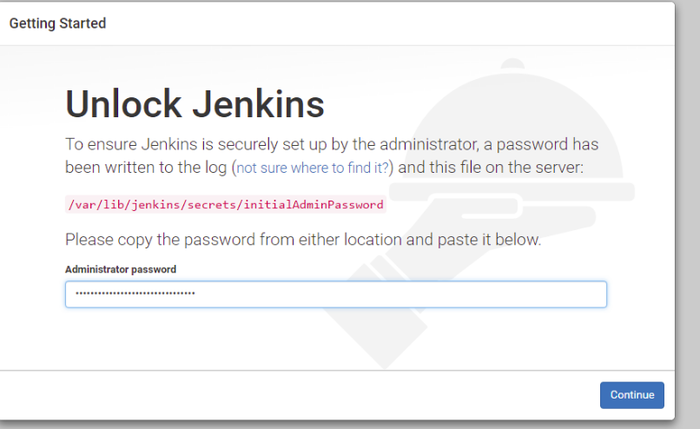 Getting Started
Unlock Jenkins
To ensure Jenkins is securely set up by the administrator, a password has
been written to the log (not sure where to find it?) and this file on the server:
/var/lib/jenkins/secrets/initialAdminPassword
Please copy the password from either location and paste it below.
Administrator password
••••••••••••••••••••••••••••••••
Continue